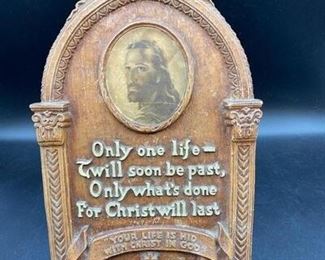 Only one life—
'Twill soon be past,
Only what's done
For Christ will last
"YOUR LIFE IS HID
WITH CHRIST IN GOD"